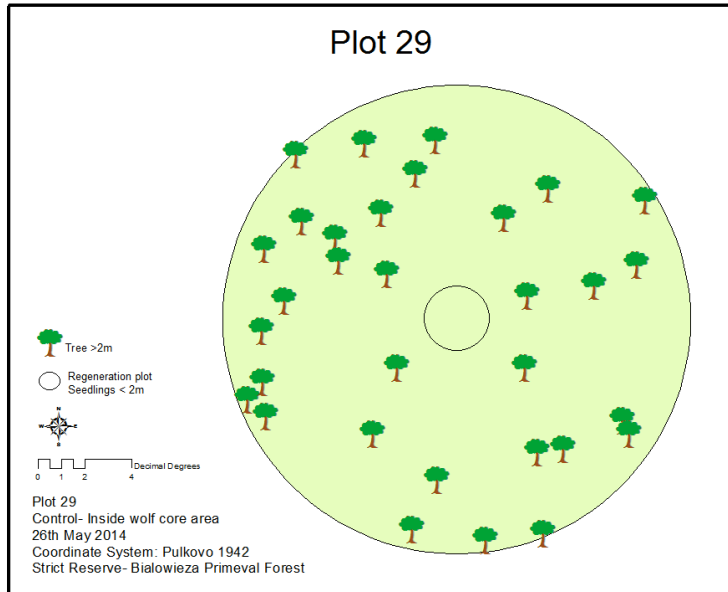 Plot 29
Tree >2m
Regeneration plot
Seedlings < 2m
N
W E
S
Decimal Degrees
0 1 2 4
Plot 29
Control- Inside wolf core area
26th May 2014
Coordinate System: Pulkovo 1942
Strict Reserve- Bialowieza Primeval Forest